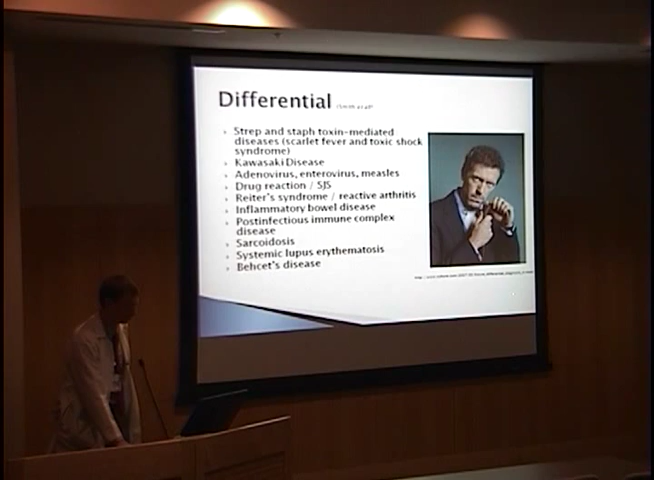 Differential
Strep and staph toxin-mediated
diseases (scarlet fever and toxic shock
syndrome)
Kawasaki Disease
Adenovirus, enterovirus, measles
Drug reaction / SJS
Reiter's syndrome / reactive arthritis
Inflammatory bowel disease
Postinfectious immune complex
disease
Sarcoidosis
Systemic lupus erythematosis
Behcet's disease